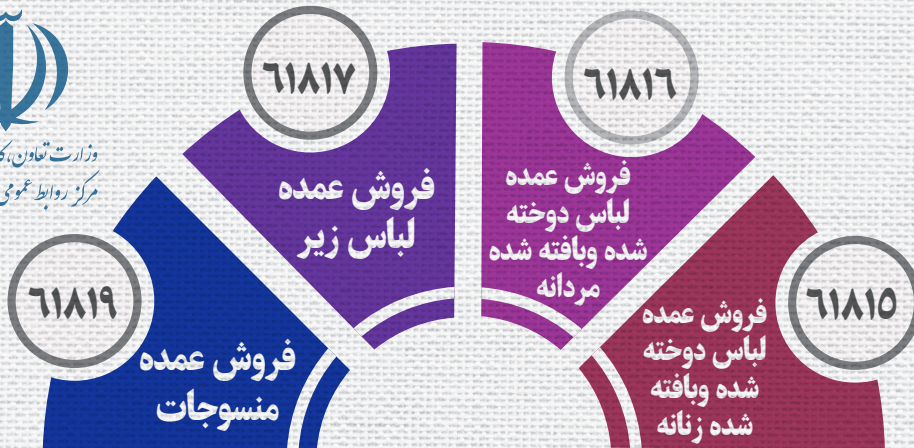 وزارت تعاون،
مرکز روابط عمومی
۶۱۸۱۵
فروش عمده
لباس دوخته
شده وبافته
شده زنانه
۶۱۸۱۶
فروش عمده
لباس دوخته
شده وبافته شده
مردانه
۶۱۸۱۷
فروش عمده
لباس زیر
۶۱۸۱۹
فروش عمده
منسوجات